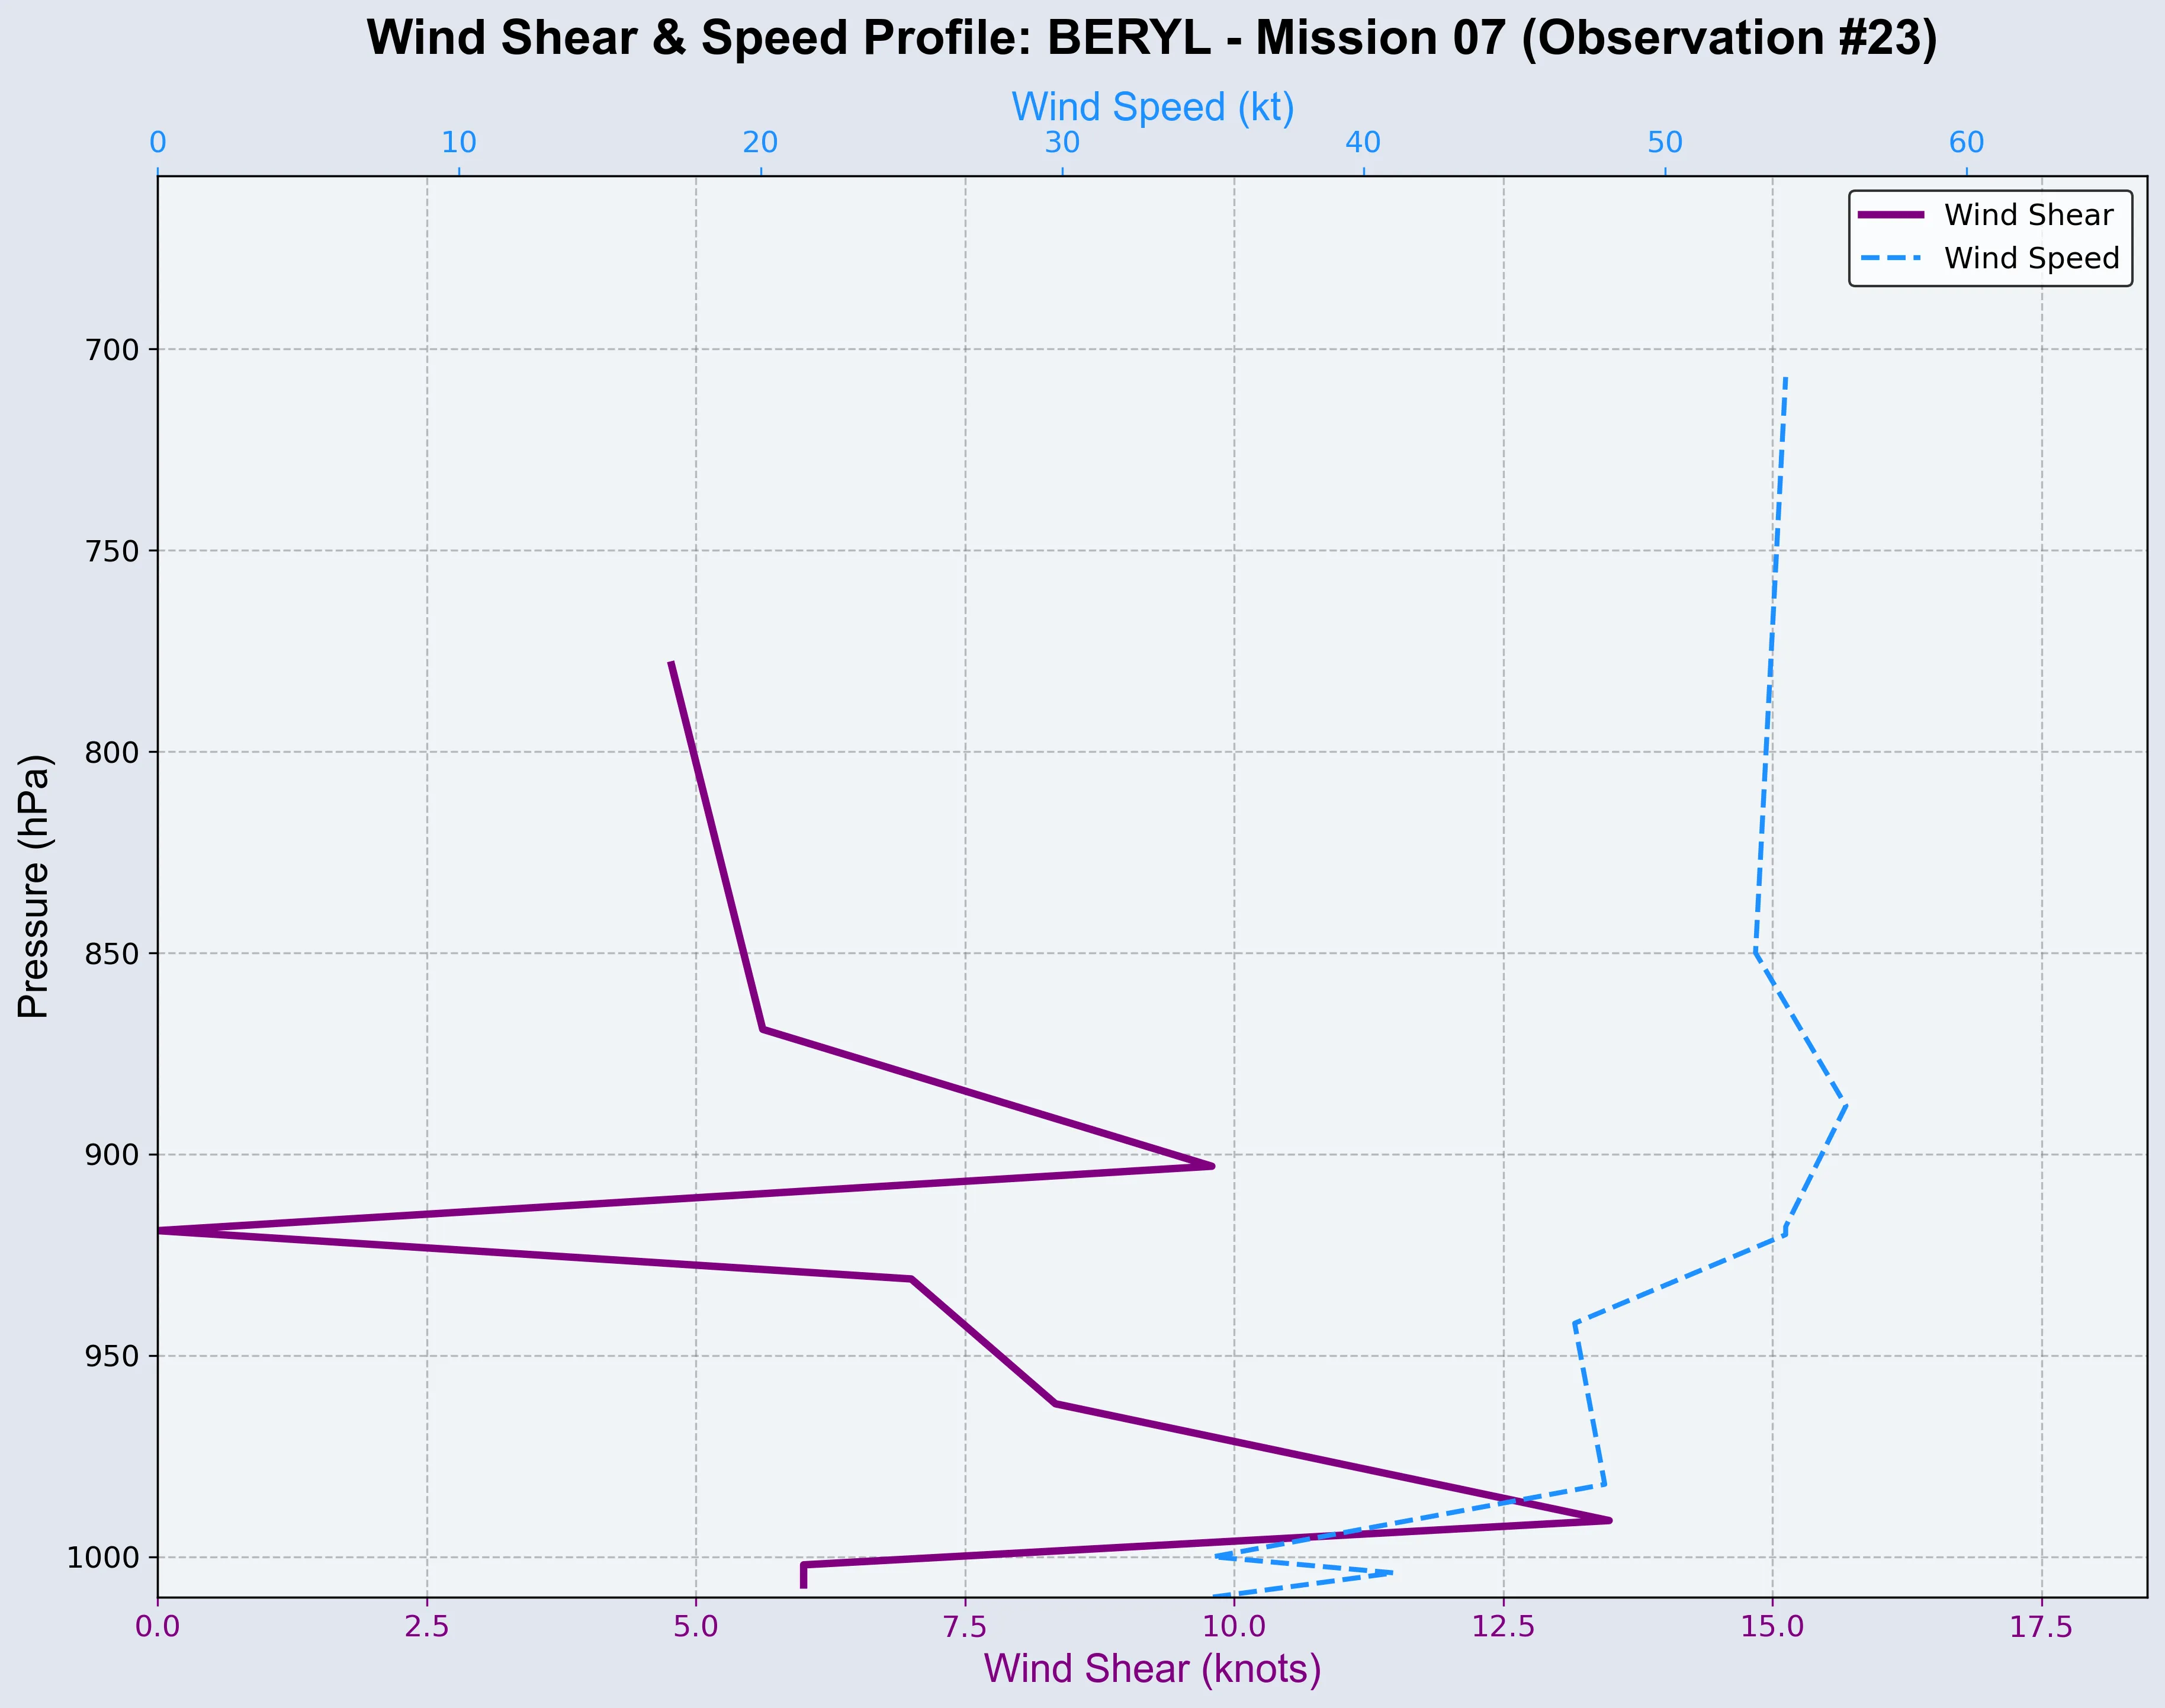 Wind Shear & Speed Profile: BERYL - Mission 07 (Observation #23)
Wind Speed (kt)
0 10 20 30 40 50 60
Wind Shear
Wind Speed
700
750
800
850
900
950
1000
Pressure (hPa)
0.0 2.5 5.0 7.5 10.0 12.5 15.0 17.5
Wind Shear (knots)